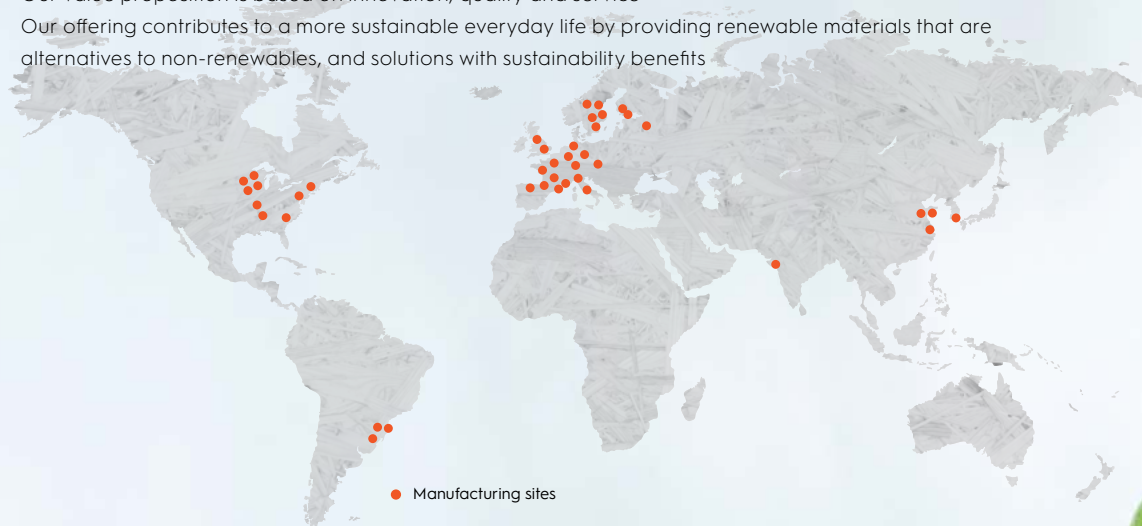 Our offering contributes to a more sustainable everyday life by providing renewable materials that are
alternatives to non-renewables, and solutions with sustainability benefits
Manufacturing sites